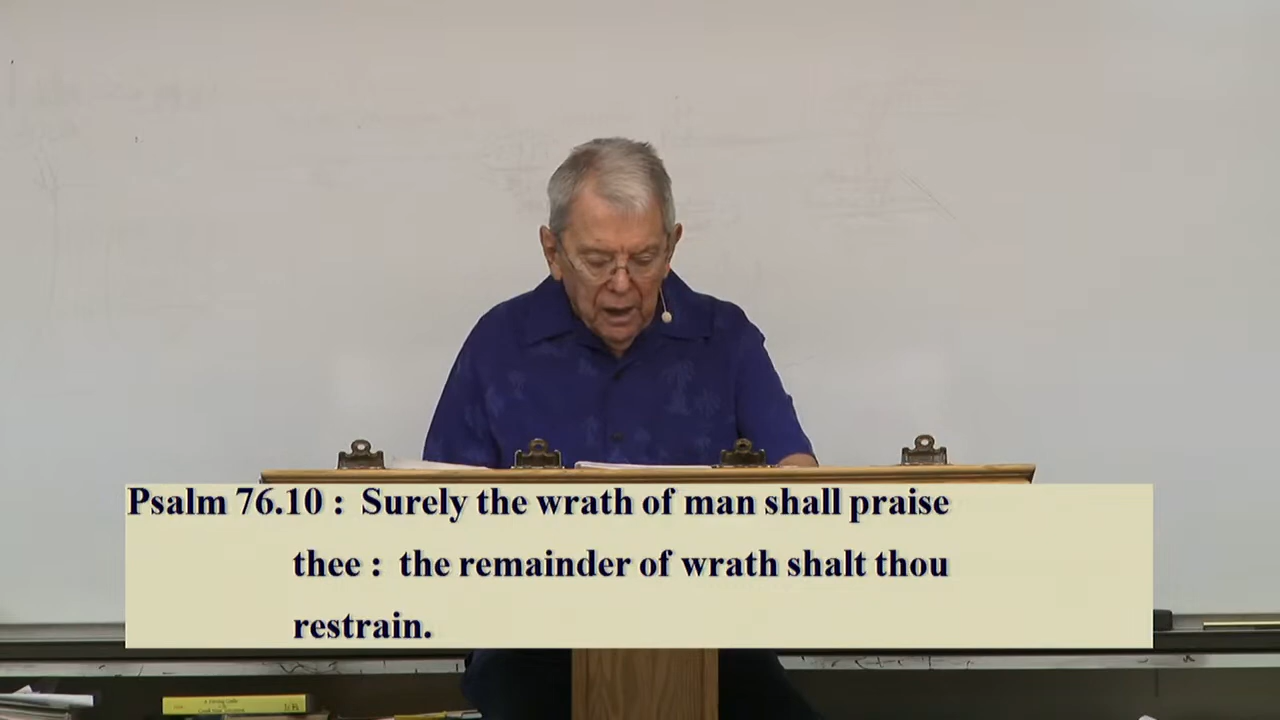 Psalm 76.10 :  Surely the wrath of man shall praise
thee :  the remainder of wrath shalt thou
restrain.